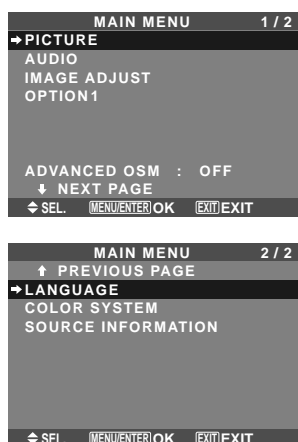 MAIN MENU 1 / 2
➔PICTURE
AUDIO
IMAGE ADJUST
OPTION1
ADVANCED OSM : OFF
⬇ NEXT PAGE
SEL. MENU/ENTER OK EXIT EXIT
MAIN MENU 2 / 2
⬆ PREVIOUS PAGE
➔LANGUAGE
COLOR SYSTEM
SOURCE INFORMATION
SEL. MENU/ENTER OK EXIT EXIT